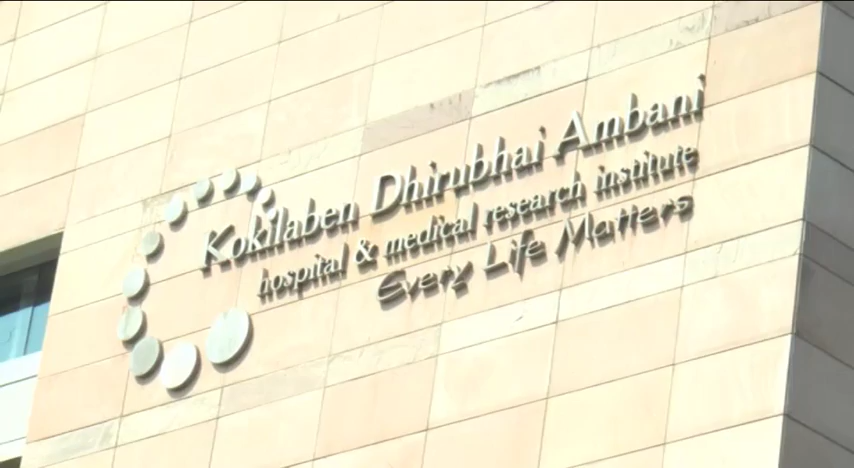 Kokilaben Dhirubhai Ambani
hospital & medical research institute
Every Life Matters